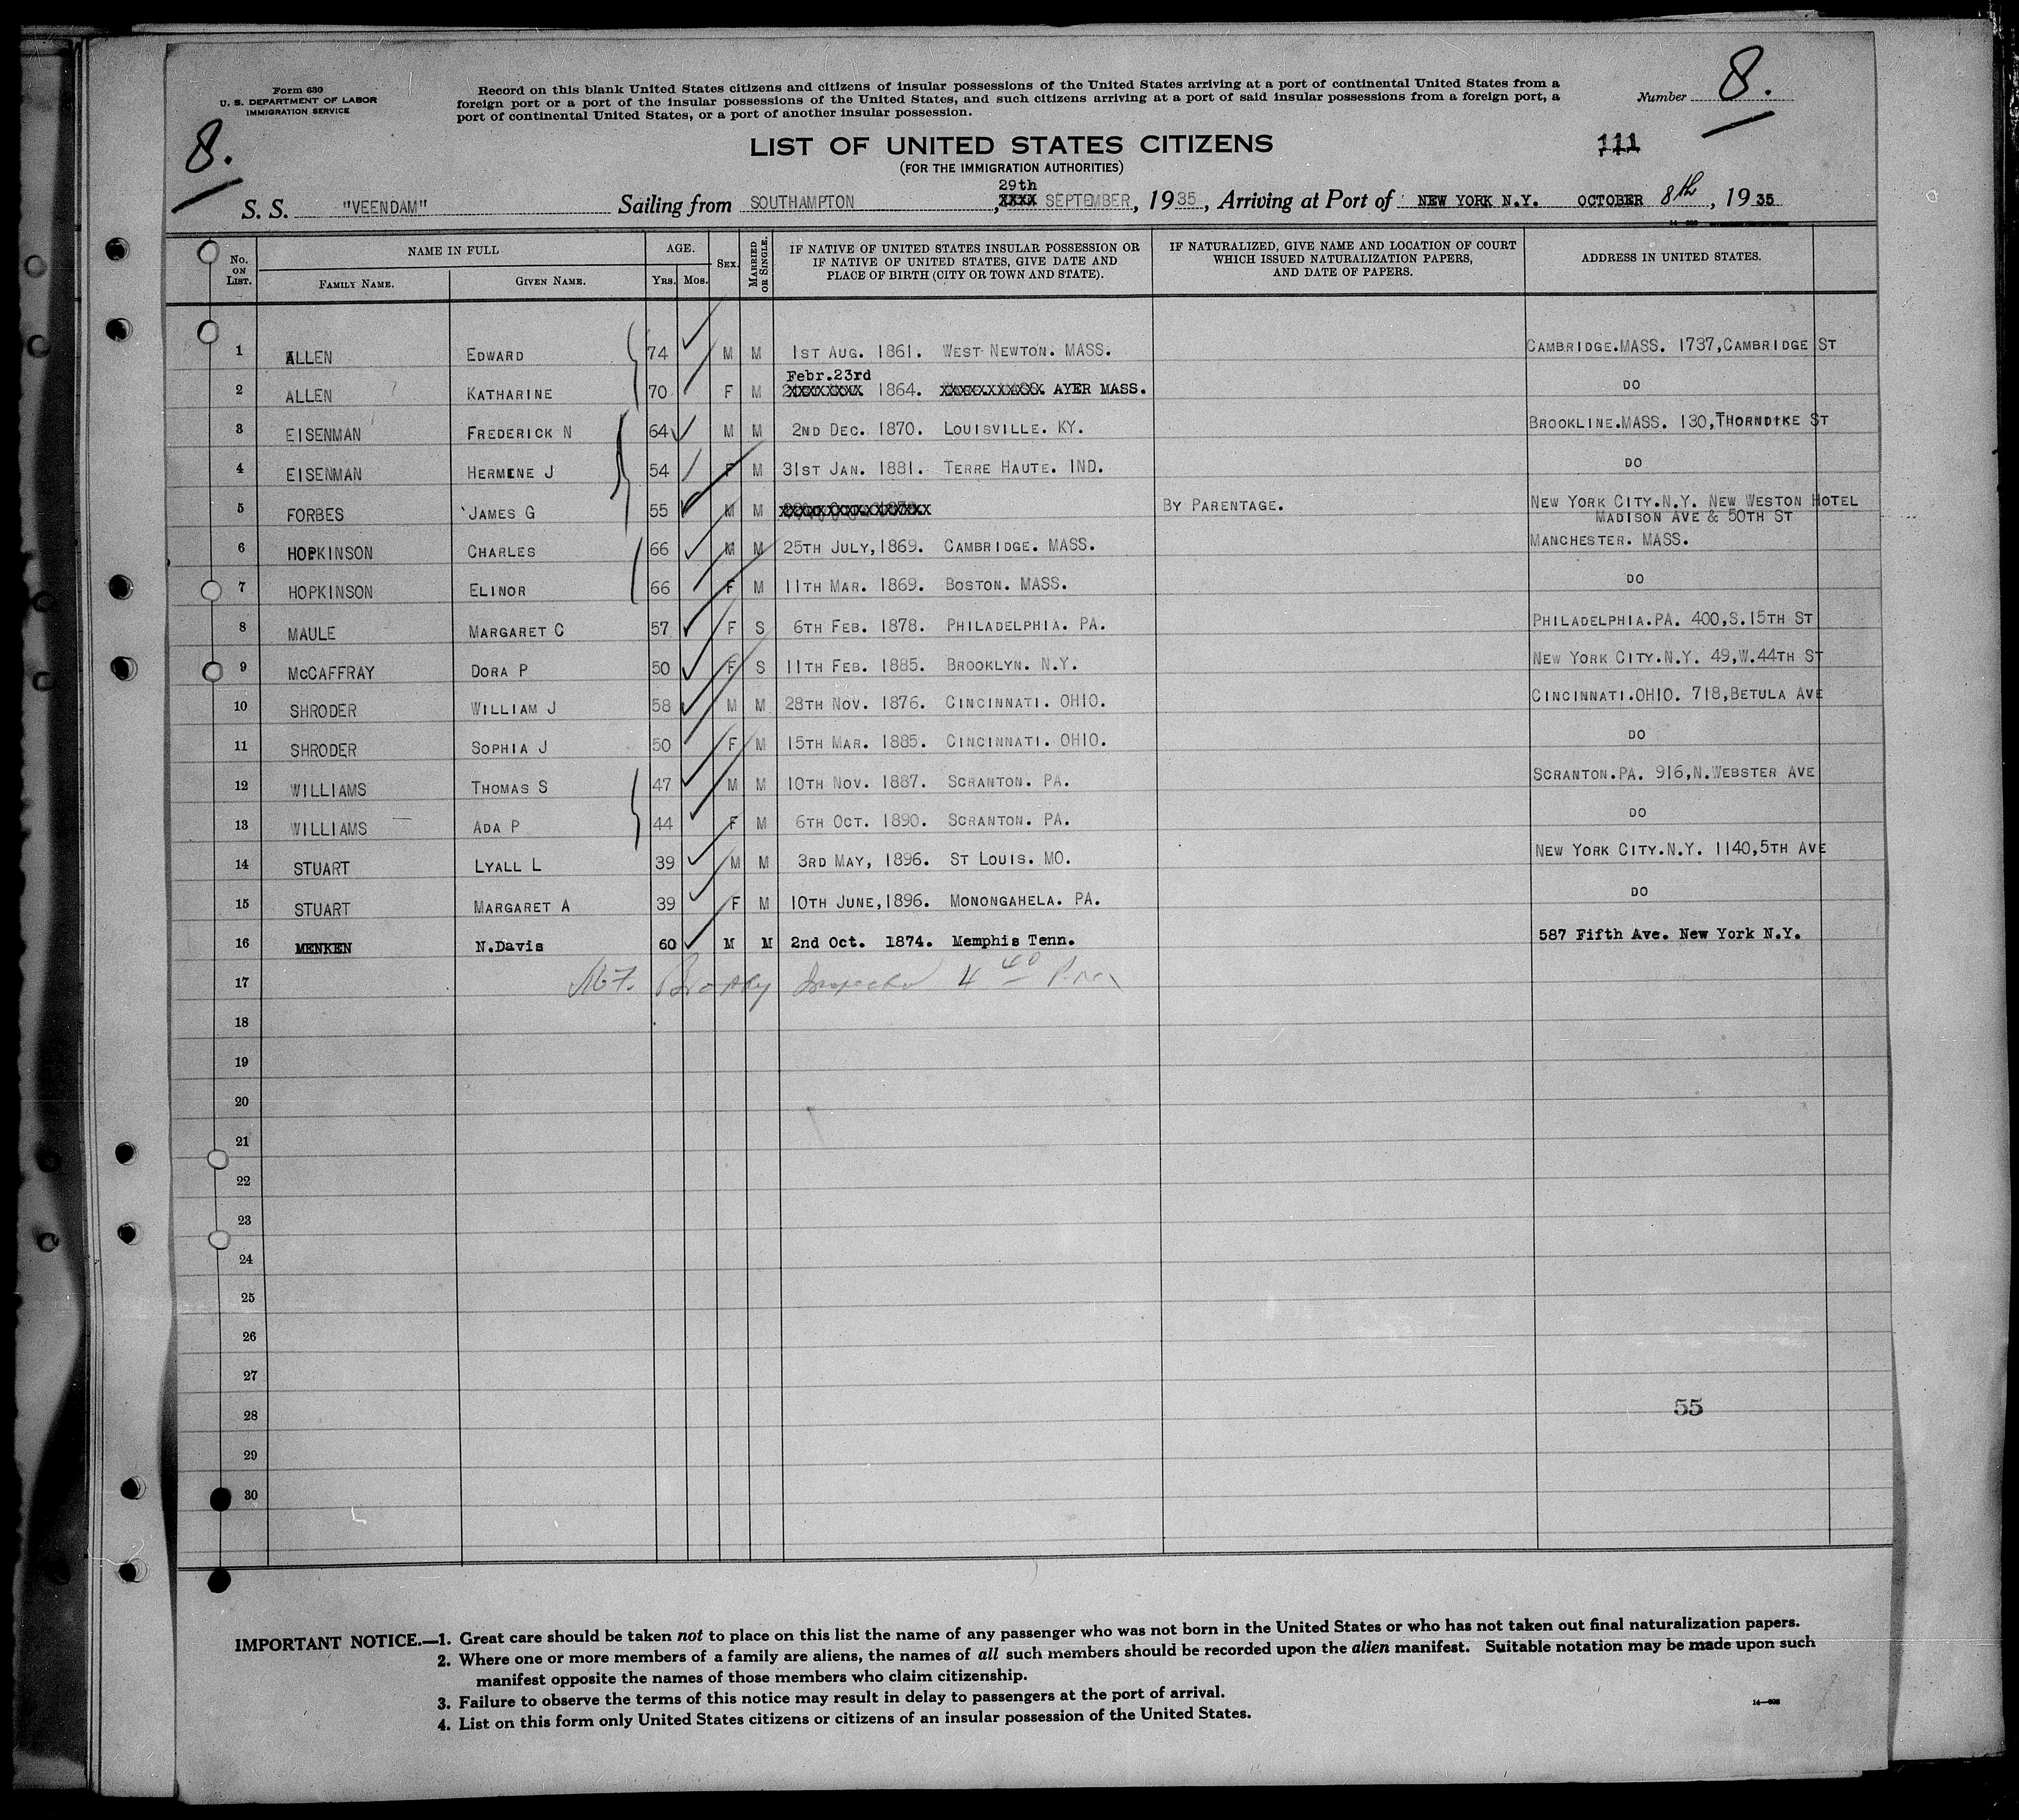 Form 630
U. S. DEPARTMENT OF LABOR
IMMIGRATION SERVICE
Record on this blank United States citizens and citizens of insular possessions of the United States arriving at a port of continental United States from a
foreign port or a port of the insular possessions of the United States, and such citizens arriving at a port of said insular possessions from a foreign port, a
port of continental United States, or a port of another insular possession.
Number 8.
8.
LIST OF UNITED STATES CITIZENS
111
(FOR THE IMMIGRATION AUTHORITIES)
29th
S. S. "VEENDAM" Sailing from SOUTHAMPTON, XXXX SEPTEMBER, 1935, Arriving at Port of NEW YORK N.Y. OCTOBER 8th, 1935
No. ON LIST. NAME IN FULL AGE. SEX. MARRIED OR SINGLE. IF NATIVE OF UNITED STATES INSULAR POSSESSION OR IF NATIVE OF UNITED STATES, GIVE DATE AND PLACE OF BIRTH (CITY OR TOWN AND STATE). IF NATURALIZED, GIVE NAME AND LOCATION OF COURT WHICH ISSUED NATURALIZATION PAPERS, AND DATE OF PAPERS. ADDRESS IN UNITED STATES.
FAMILY NAME. GIVEN NAME. YRS. MOS.
1 ALLEN EDWARD 74 M M 1ST AUG. 1861. WEST NEWTON. MASS. CAMBRIDGE.MASS. 1737,CAMBRIDGE ST
Febr.23rd
2 ALLEN KATHARINE 70 F M XXXXXXXXX 1864. XXXXXXXXXXXX AYER MASS. DO
3 EISENMAN FREDERICK N 64 M M 2ND DEC. 1870. LOUISVILLE. KY. BROOKLINE.MASS. 130,THORNDIKE ST
4 EISENMAN HERMENE J 54 F M 31ST JAN. 1881. TERRE HAUTE. IND. DO
5 FORBES JAMES G 55 M M XXXXXXXXXXXXXXXXX BY PARENTAGE. NEW YORK CITY.N.Y. NEW WESTON HOTEL
MADISON AVE & 50TH ST
6 HOPKINSON CHARLES 66 M M 25TH JULY,1869. CAMBRIDGE. MASS. MANCHESTER. MASS.
7 HOPKINSON ELINOR 66 F M 11TH MAR. 1869. BOSTON. MASS. DO
8 MAULE MARGARET C 57 F S 6TH FEB. 1878. PHILADELPHIA. PA. PHILADELPHIA.PA. 400,S.15TH ST
9 MCCAFFRAY DORA P 50 F S 11TH FEB. 1885. BROOKLYN. N.Y. NEW YORK CITY.N.Y. 49,W.44TH ST
10 SHRODER WILLIAM J 58 M M 28TH NOV. 1876. CINCINNATI. OHIO. CINCINNATI.OHIO. 718,BETULA AVE
11 SHRODER SOPHIA J 50 F M 15TH MAR. 1885. CINCINNATI. OHIO. DO
12 WILLIAMS THOMAS S 47 M M 10TH NOV. 1887. SCRANTON. PA. SCRANTON.PA. 916,N.WEBSTER AVE
13 WILLIAMS ADA P 44 F M 6TH OCT. 1890. SCRANTON. PA. DO
14 STUART LYALL L 39 M M 3RD MAY, 1896. ST LOUIS. MO. NEW YORK CITY.N.Y. 1140,5TH AVE
15 STUART MARGARET A 39 F M 10TH JUNE,1896. MONONGAHELA. PA. DO
16 MENKEN N.Davis 60 M M 2nd Oct. 1874. Memphis Tenn. 587 Fifth Ave. New York N.Y.
17 Inspector 4 40 P.M.
18
19
20
21
22
23
24
25
26
27
28 55
29
30
IMPORTANT NOTICE.—1. Great care should be taken not to place on this list the name of any passenger who was not born in the United States or who has not taken out final naturalization papers.
2. Where one or more members of a family are aliens, the names of all such members should be recorded upon the alien manifest. Suitable notation may be made upon such
manifest opposite the names of those members who claim citizenship.
3. Failure to observe the terms of this notice may result in delay to passengers at the port of arrival.
4. List on this form only United States citizens or citizens of an insular possession of the United States.